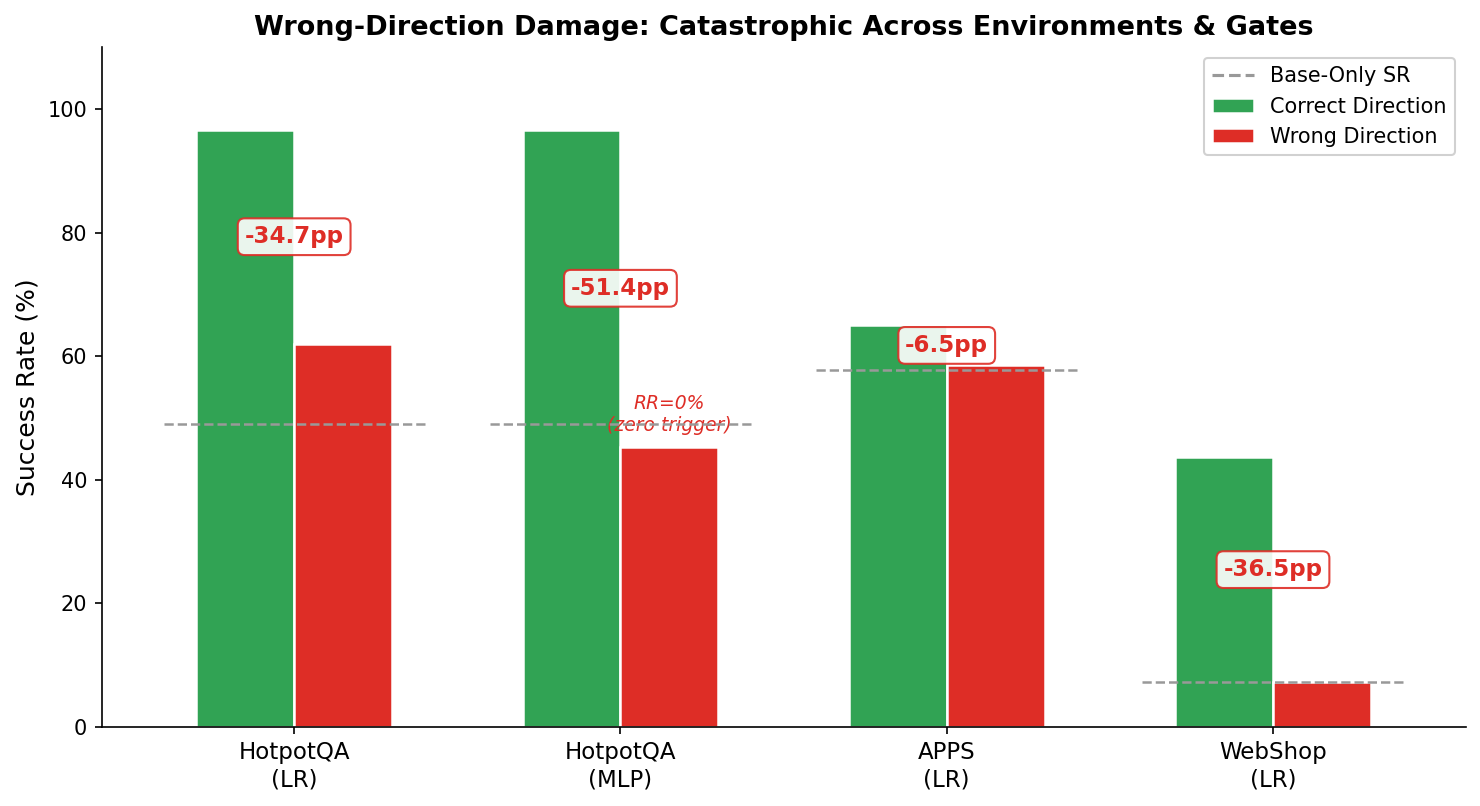 Wrong-Direction Damage: Catastrophic Across Environments & Gates
Base-Only SR
Correct Direction
Wrong Direction
Success Rate (%)
100
80
60
40
20
0
-34.7pp
-51.4pp
RR=0%
(zero trigger)
-6.5pp
-36.5pp
HotpotQA
(LR)
HotpotQA
(MLP)
APPS
(LR)
WebShop
(LR)